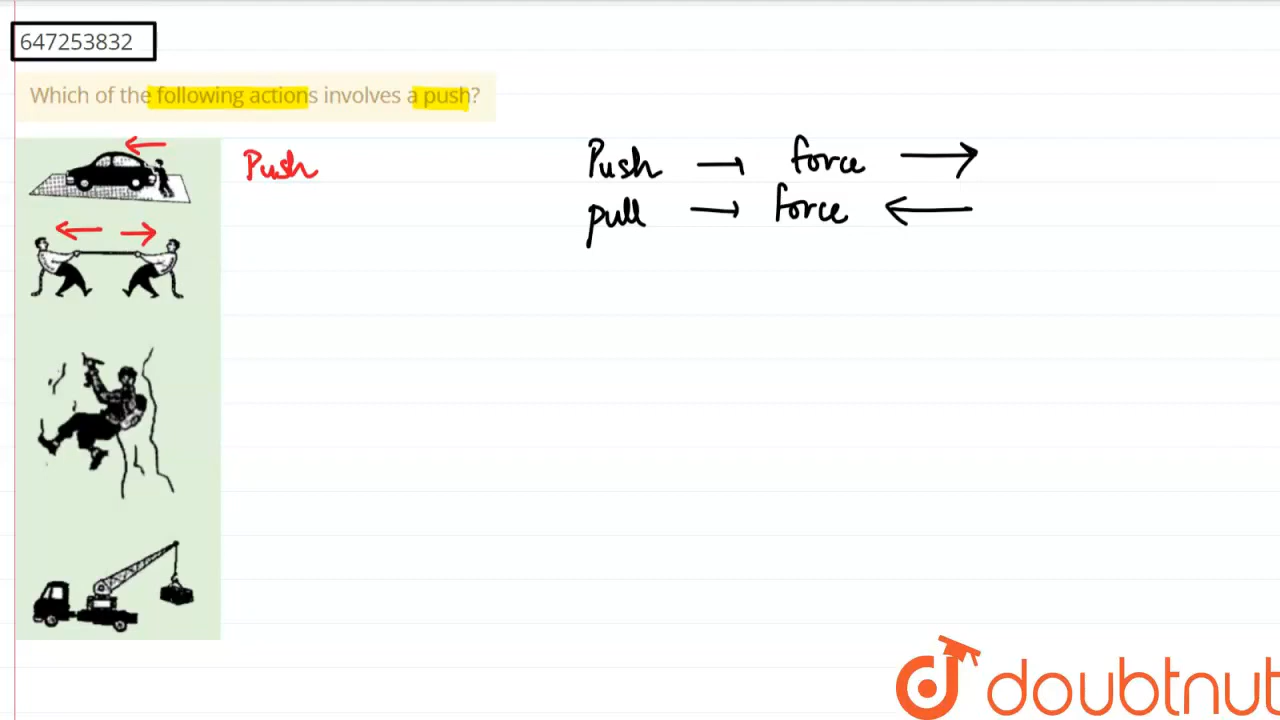 647253832
Which of the following actions involves a push?
Push
Push → force →
pull → force ←
doubtnut